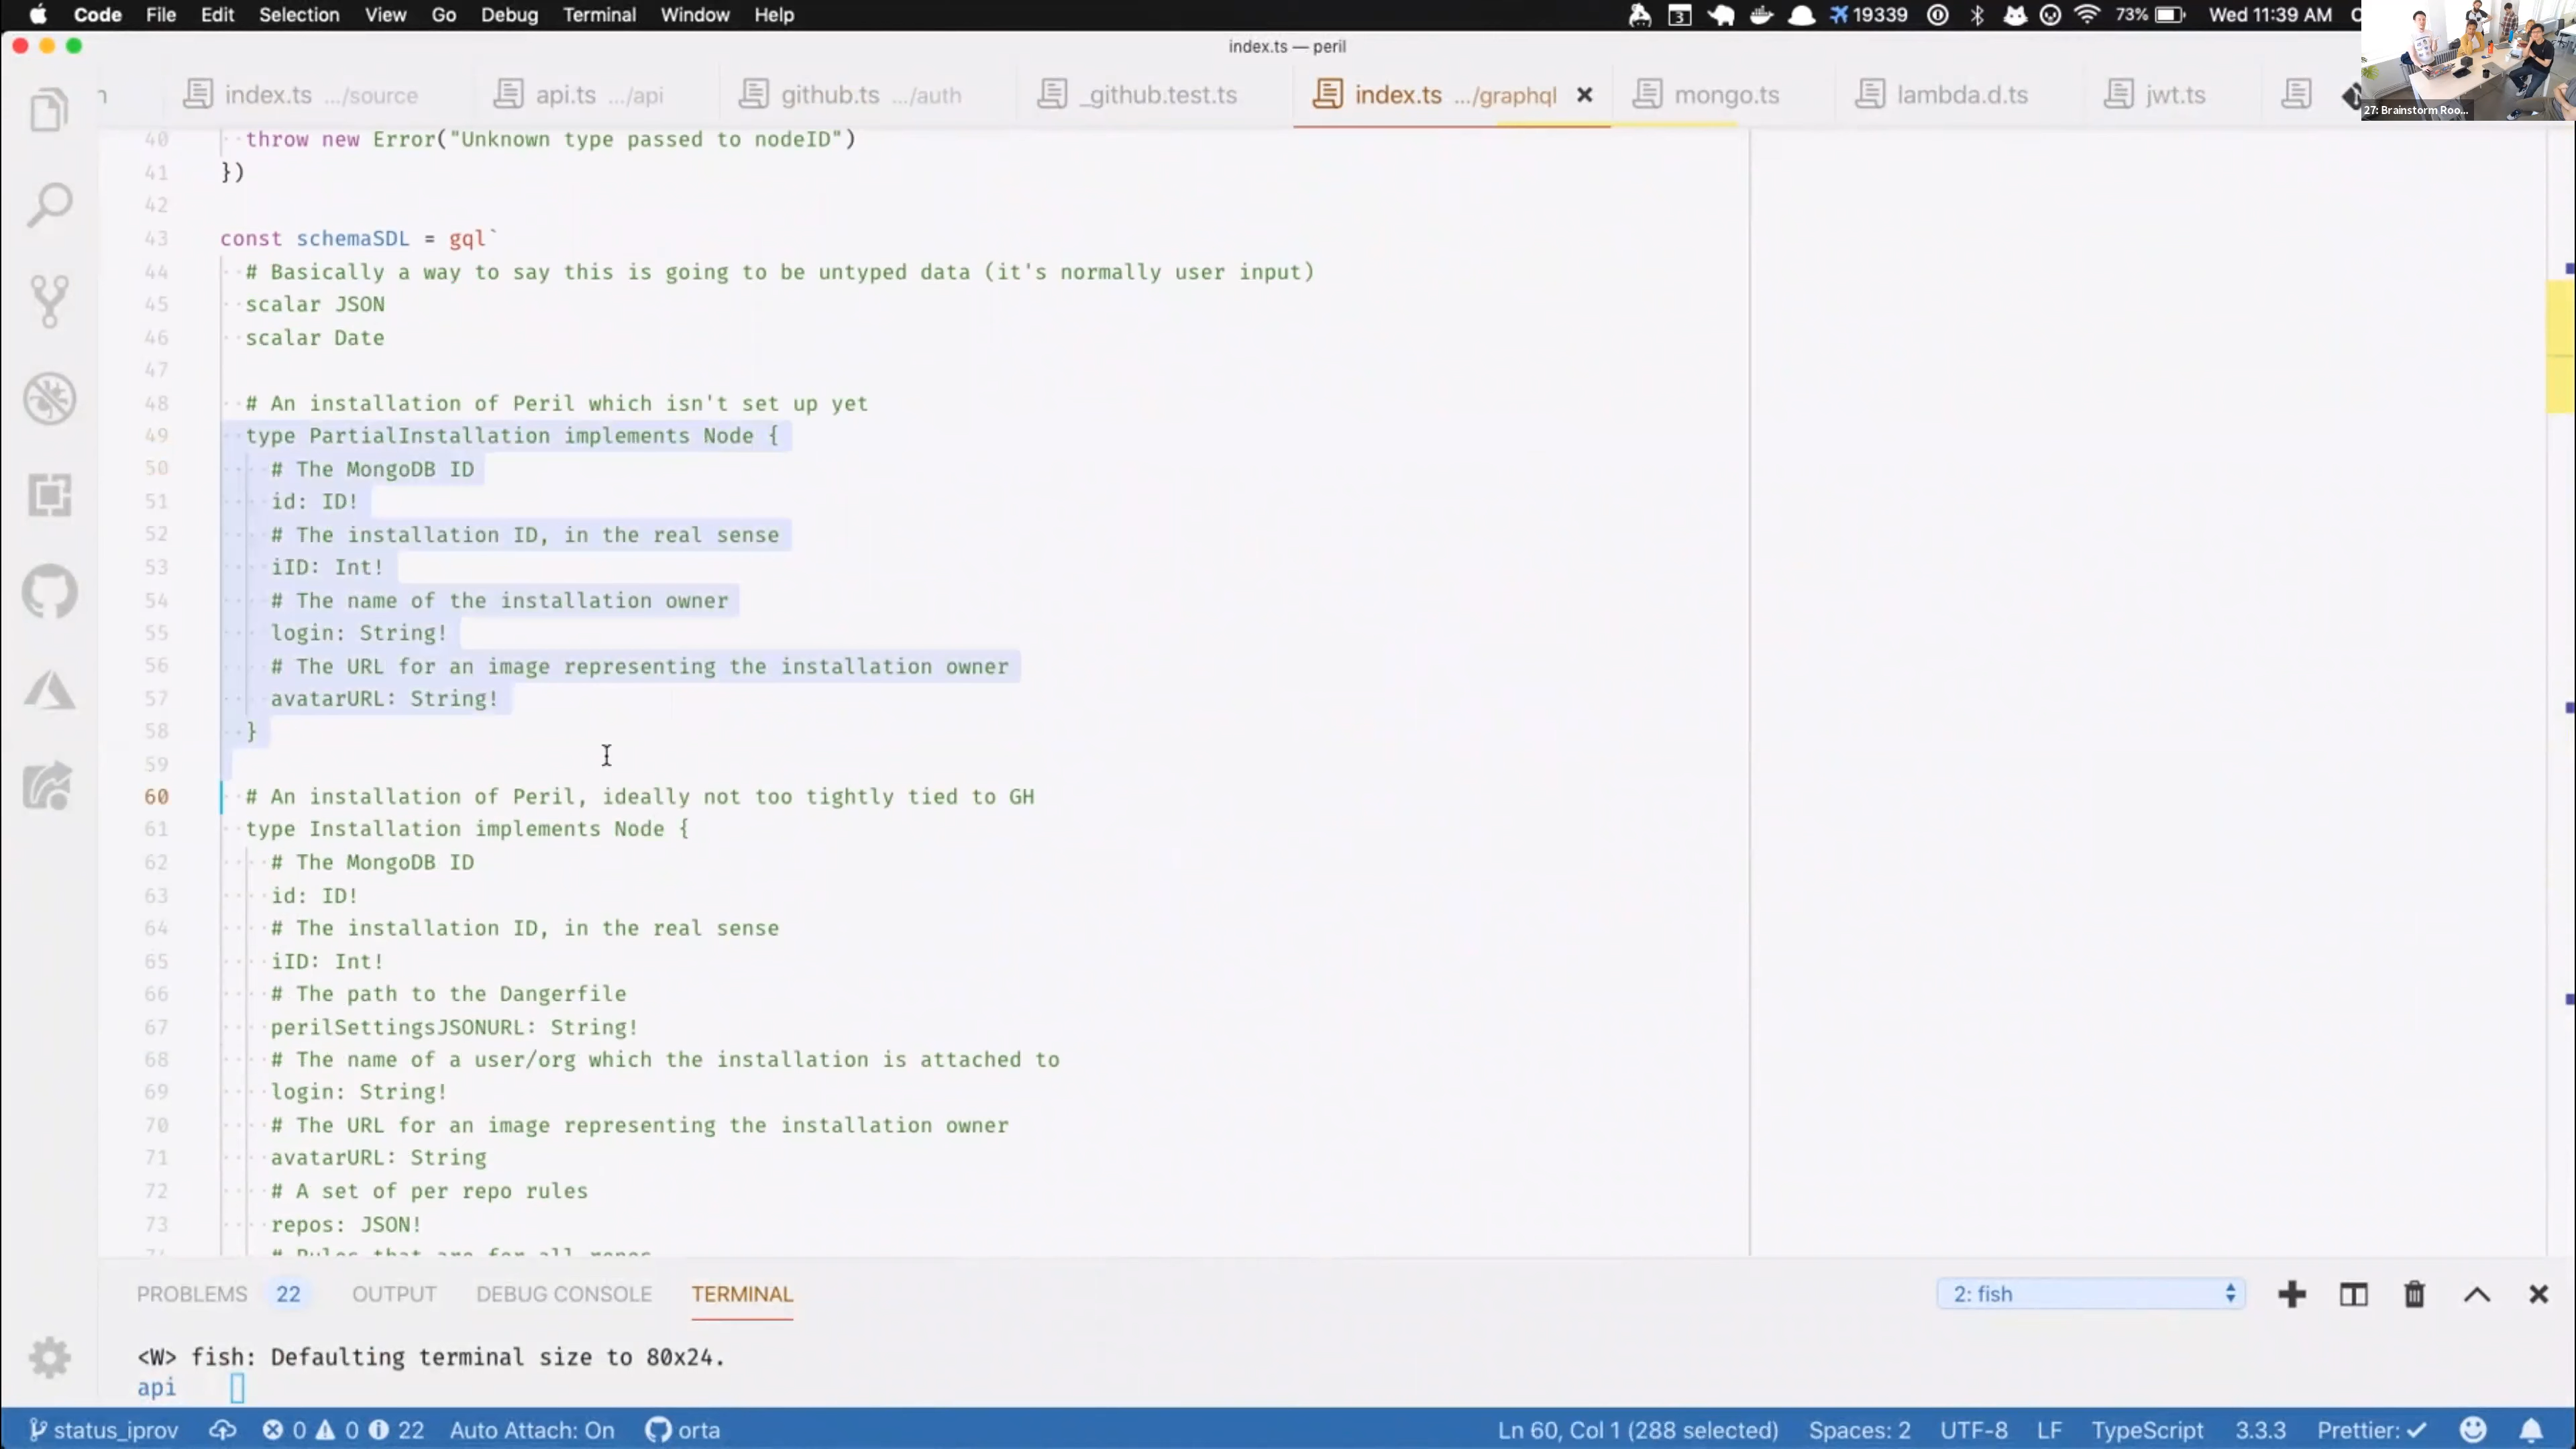 Code File Edit Selection View Go Debug Terminal Window Help 3 19339 73% Wed 11:39 AM
index.ts — peril
index.ts .../source api.ts .../api github.ts .../auth _github.test.ts index.ts .../graphql mongo.ts lambda.d.ts jwt.ts
27: Brainstorm Roo...
40 throw new Error("Unknown type passed to nodeID")
41 })
42
43 const schemaSDL = gql`
44 # Basically a way to say this is going to be untyped data (it's normally user input)
45 scalar JSON
46 scalar Date
47
48 # An installation of Peril which isn't set up yet
49 type PartialInstallation implements Node {
50 # The MongoDB ID
51 id: ID!
52 # The installation ID, in the real sense
53 iID: Int!
54 # The name of the installation owner
55 login: String!
56 # The URL for an image representing the installation owner
57 avatarURL: String!
58 }
59
60 # An installation of Peril, ideally not too tightly tied to GH
61 type Installation implements Node {
62 # The MongoDB ID
63 id: ID!
64 # The installation ID, in the real sense
65 iID: Int!
66 # The path to the Dangerfile
67 perilSettingsJSONURL: String!
68 # The name of a user/org which the installation is attached to
69 login: String!
70 # The URL for an image representing the installation owner
71 avatarURL: String
72 # A set of per repo rules
73 repos: JSON!
74 # Rules that are for all repos
PROBLEMS 22 OUTPUT DEBUG CONSOLE TERMINAL 2: fish
<W> fish: Defaulting terminal size to 80x24.
api
status_iprov 0 0 22 Auto Attach: On orta Ln 60, Col 1 (288 selected) Spaces: 2 UTF-8 LF TypeScript 3.3.3 Prettier: ✓